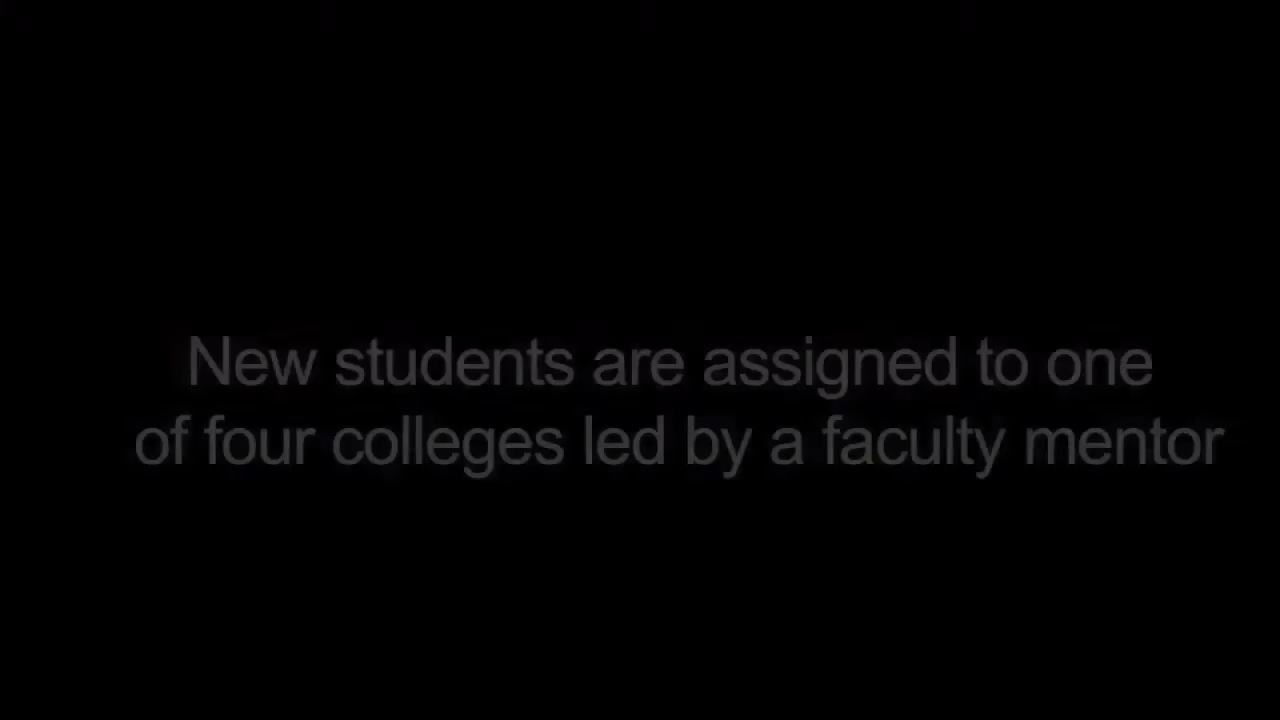 New students are assigned to one
of four colleges led by a faculty mentor